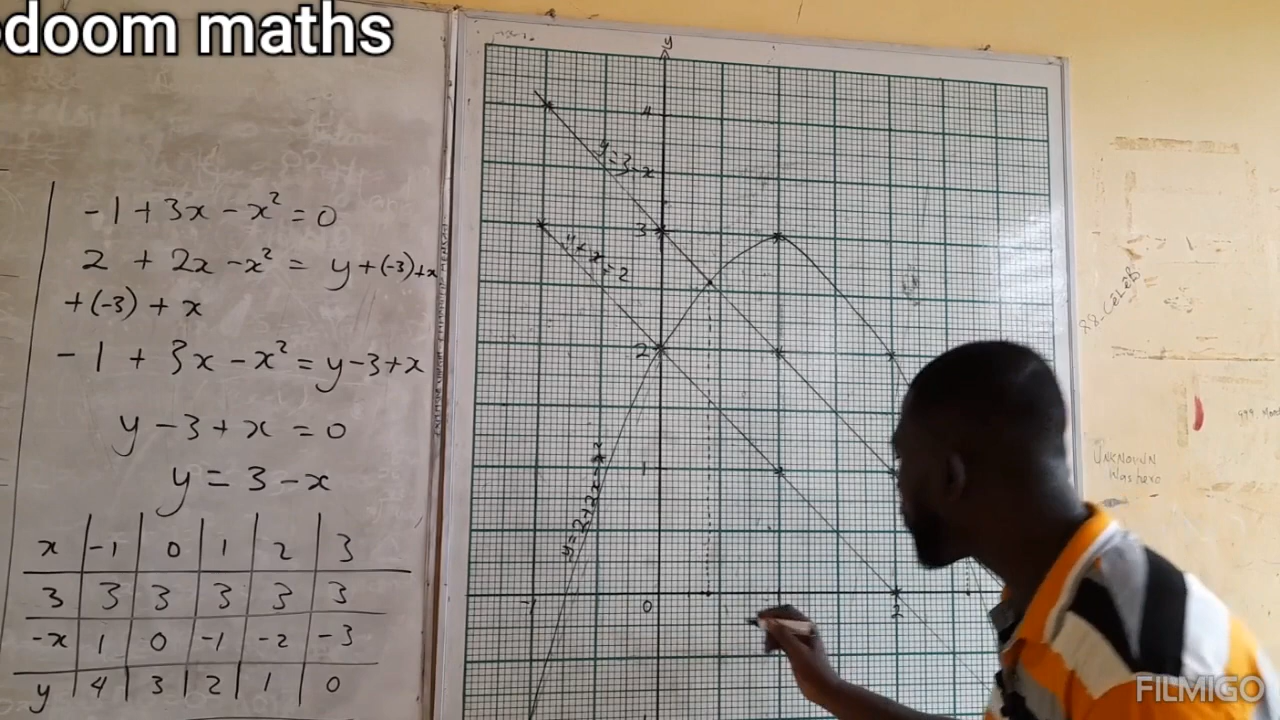 doom maths
-1 + 3x - x² = 0
2 + 2x - x² = y + (-3) + x
+ (-3) + x
-1 + 3x - x² = y - 3 + x
y - 3 + x = 0
y = 3 - x
x -1 0 1 2 3
3 3 3 3 3 3
-x 1 0 -1 -2 -3
y 4 3 2 1 0
y
4
y = 3 - x
3
y + x = 2
2
1
y = 2 + 2x - x²
-1 0 2
UNKNOWN
FILMIGO